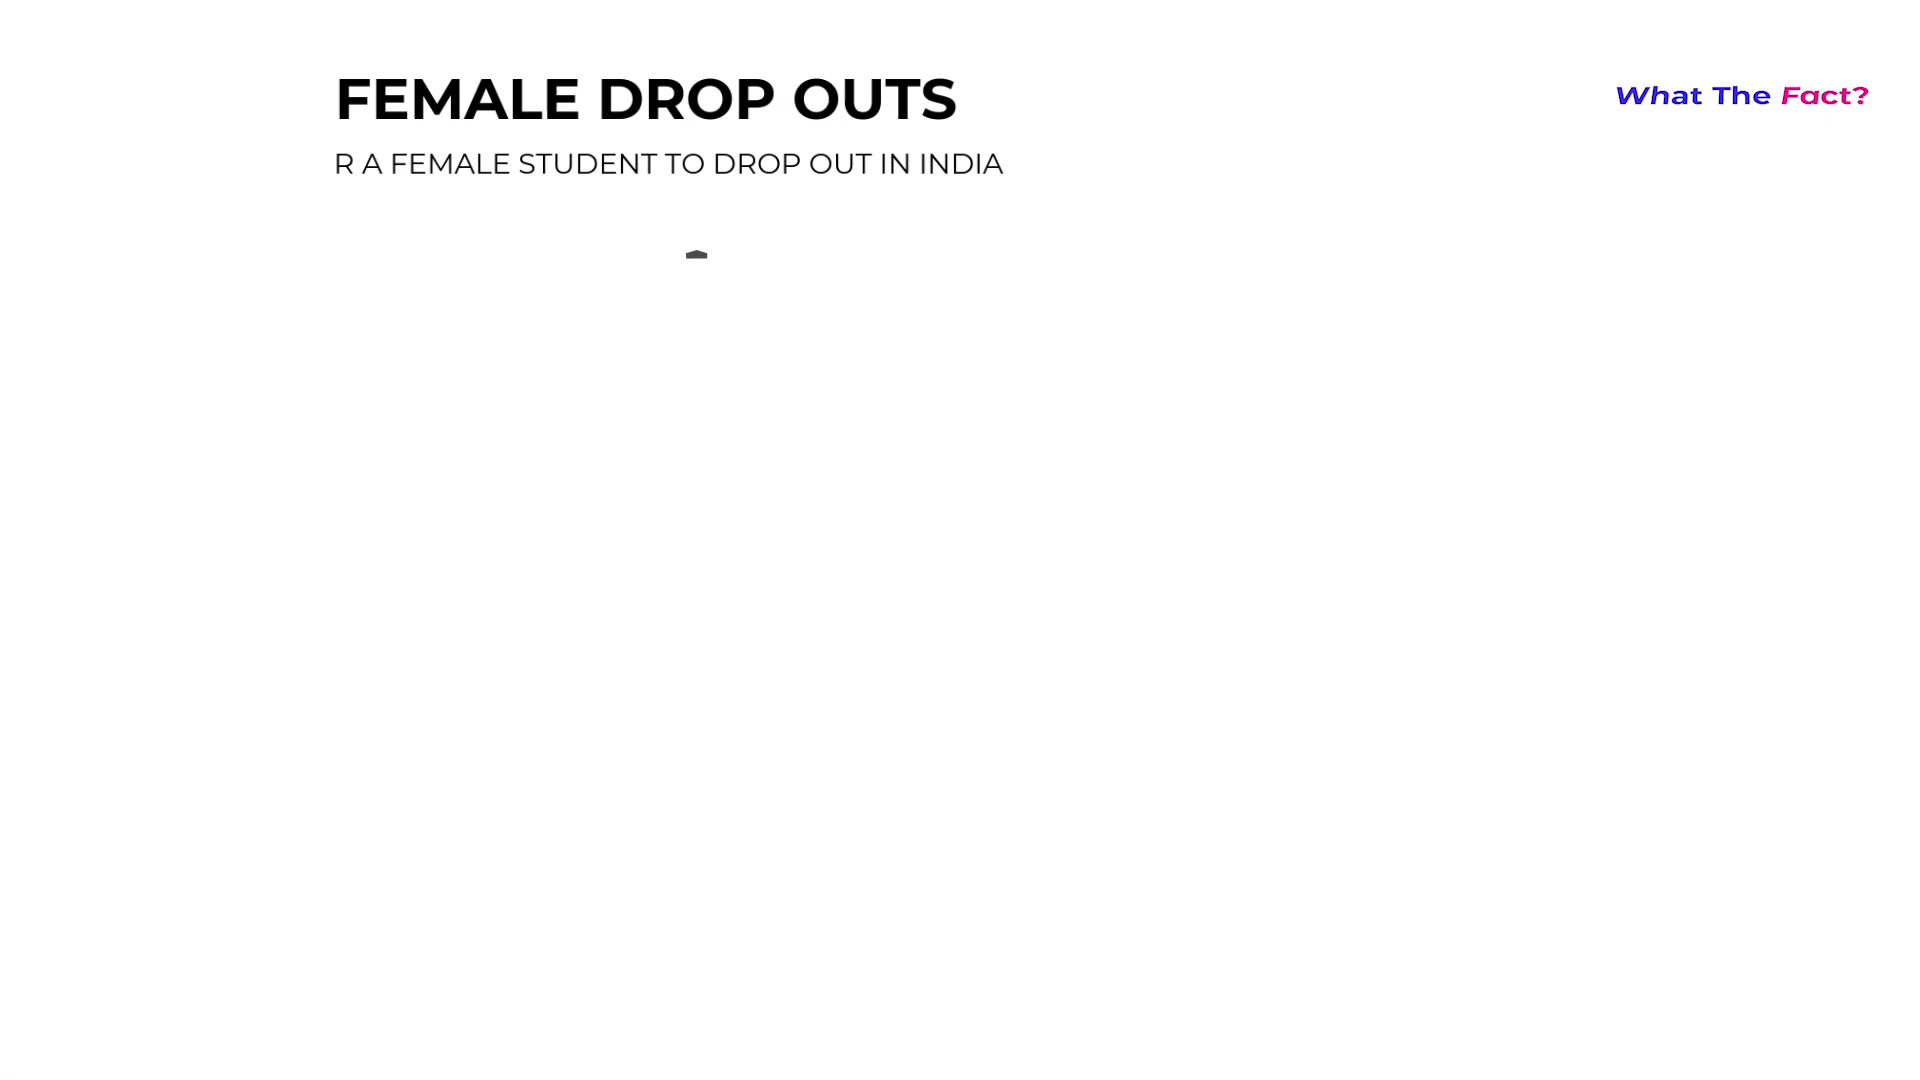 FEMALE DROP OUTS
What The Fact?
R A FEMALE STUDENT TO DROP OUT IN INDIA